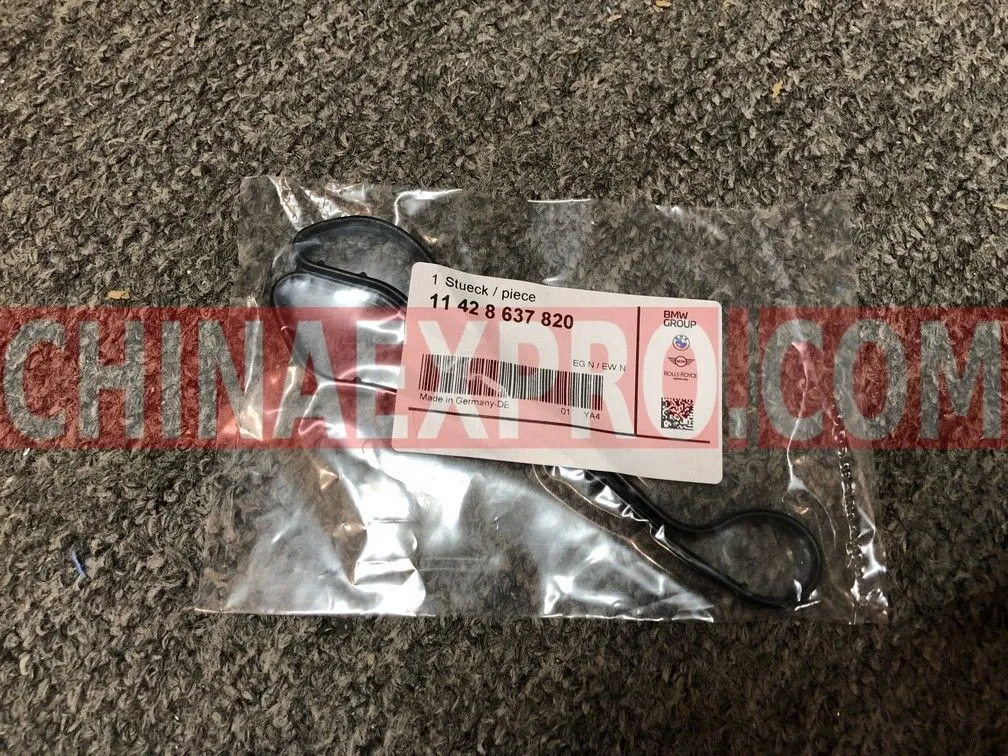 1 Stueck / piece
11 42 8 637 820
BMW
GROUP
EG N / EW N
ROLLS-ROYCE
Made in Germany-DE 01 YA4
CHINAEXPRO.COM